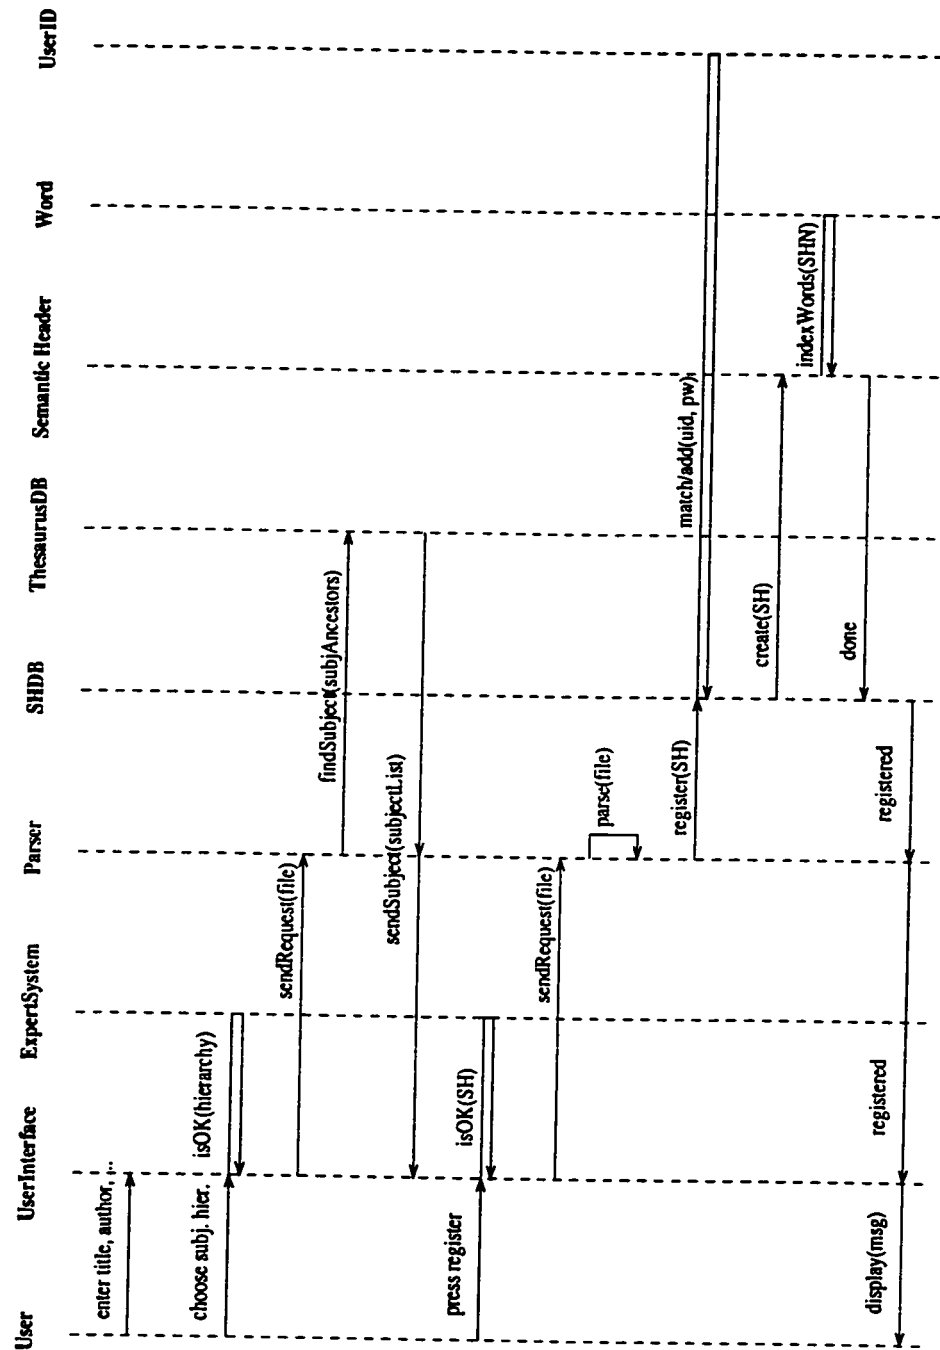 User
UserInterface
ExpertSystem
Parser
SHDB
ThesaurusDB
Semantic Header
Word
UserID
enter title, author, ...
choose subj. hier.
isOK(hierarchy)
sendRequest(file)
findSubject(subjAncestors)
sendSubject(subjectList)
press register
isOK(SH)
sendRequest(file)
parse(file)
register(SH)
match/add(uid, pw)
create(SH)
indexWords(SHN)
done
registered
registered
display(msg)